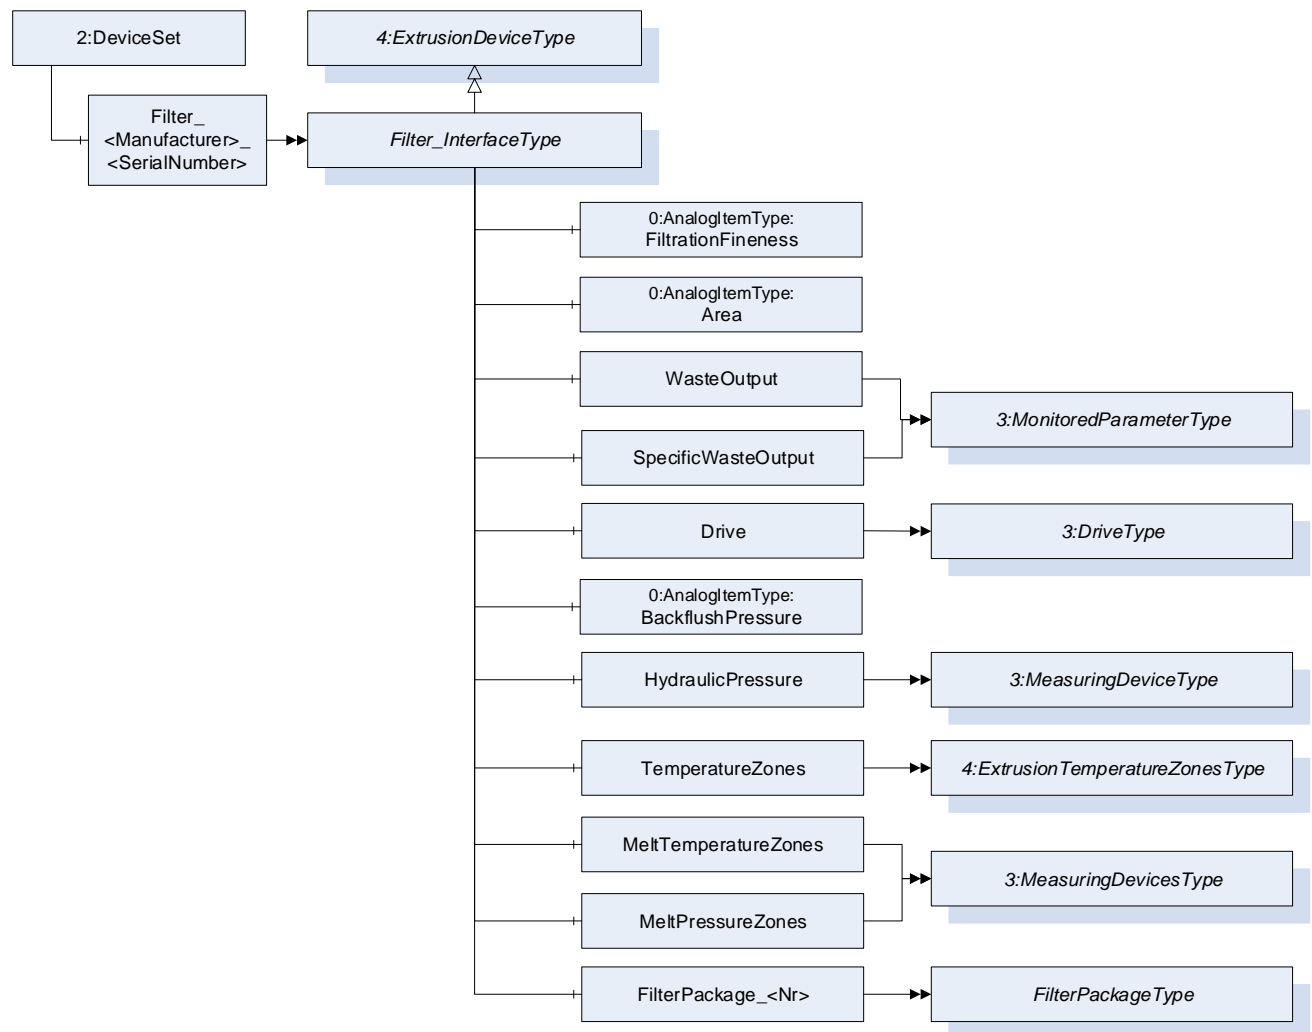 2:DeviceSet
4:ExtrusionDeviceType
Filter_
<Manufacturer>_
<SerialNumber>
Filter_InterfaceType
0:AnalogItemType:
FiltrationFineness
0:AnalogItemType:
Area
WasteOutput
3:MonitoredParameterType
SpecificWasteOutput
Drive
3:DriveType
0:AnalogItemType:
BackflushPressure
HydraulicPressure
3:MeasuringDeviceType
TemperatureZones
4:ExtrusionTemperatureZonesType
MeltTemperatureZones
3:MeasuringDevicesType
MeltPressureZones
FilterPackage_<Nr>
FilterPackageType